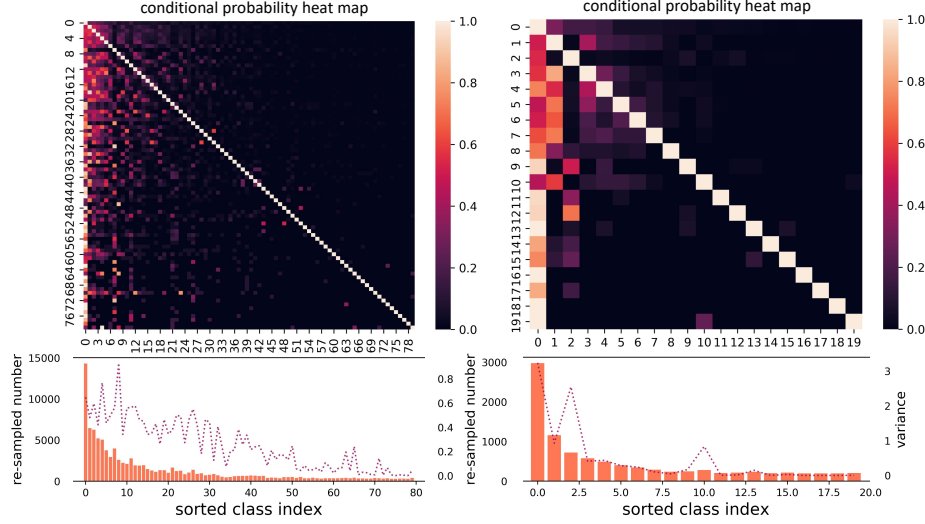 conditional probability heat map
0 4 8 1216202428323640444852566064687276
0 3 6 9 12 15 18 21 24 27 30 33 36 39 42 45 48 51 54 57 60 63 66 69 72 75 78
1.0
0.8
0.6
0.4
0.2
0.0
conditional probability heat map
0 1 2 3 4 5 6 7 8 9 10 11 12 13 14 15 16 17 18 19
0 1 2 3 4 5 6 7 8 9 10 11 12 13 14 15 16 17 18 19
1.0
0.8
0.6
0.4
0.2
0.0
re-sampled number
15000
10000
5000
0
0 10 20 30 40 50 60 70 80
0.8
0.6
0.4
0.2
0.0
sorted class index
re-sampled number
3000
2000
1000
0
0.0 2.5 5.0 7.5 10.0 12.5 15.0 17.5 20.0
3
2
1
0
variance
sorted class index